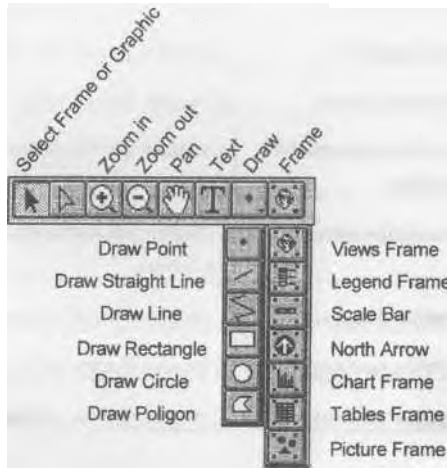 Select Frame or Graphic
Zoom in
Zoom out
Pan
Text
Draw
Frame
T
Draw Point
Views Frame
Draw Straight Line
Legend Frame
Draw Line
Scale Bar
Draw Rectangle
North Arrow
Draw Circle
Chart Frame
Draw Poligon
Tables Frame
Picture Frame